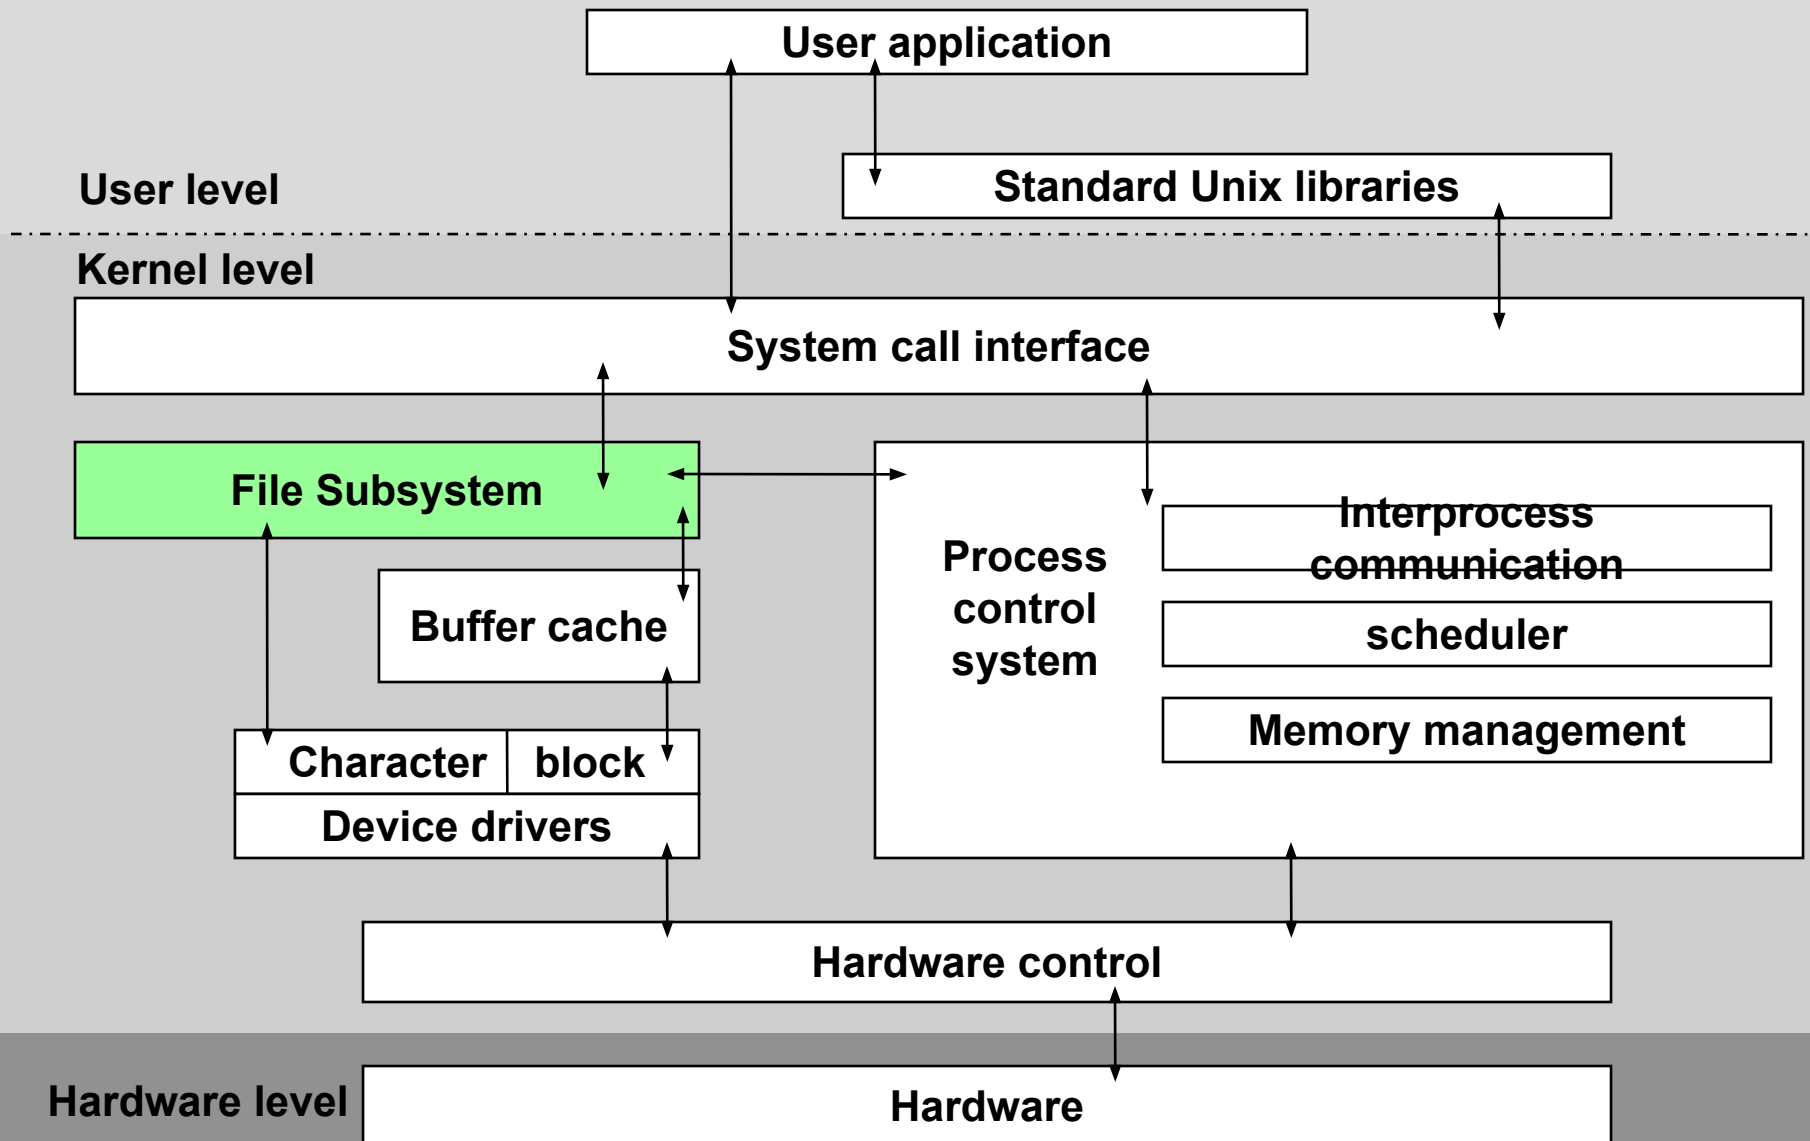 User application
Standard Unix libraries
User level
Kernel level
System call interface
File Subsystem
Buffer cache
Character
block
Device drivers
Process
control
system
Interprocess
communication
scheduler
Memory management
Hardware control
Hardware level
Hardware